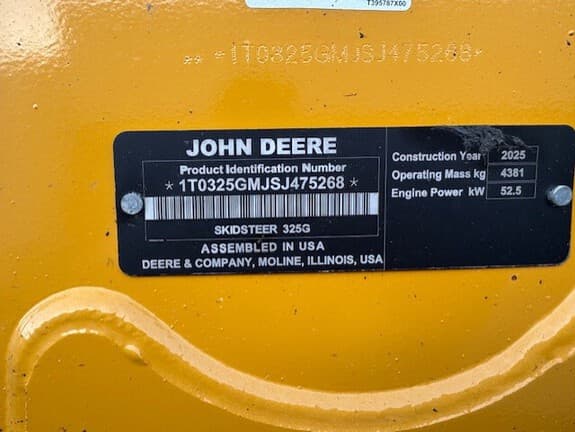 T395787X00
** *1T0325GMJSJ475268*
JOHN DEERE
Product Identification Number
*1T0325GMJSJ475268*
SKIDSTEER 325G
ASSEMBLED IN USA
DEERE & COMPANY, MOLINE, ILLINOIS, USA
Construction Year 2025
Operating Mass kg 4381
Engine Power kW 52.5